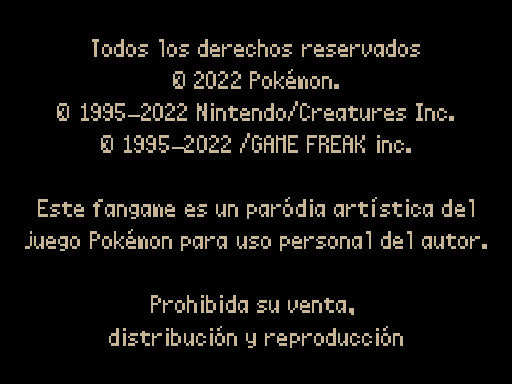 Todos los derechos reservados
© 2022 Pokémon.
© 1995-2022 Nintendo/Creatures Inc.
© 1995-2022 /GAME FREAK inc.
Este fangame es un paródia artística del
juego Pokémon para uso personal del autor.
Prohibida su venta,
distribución y reproducción